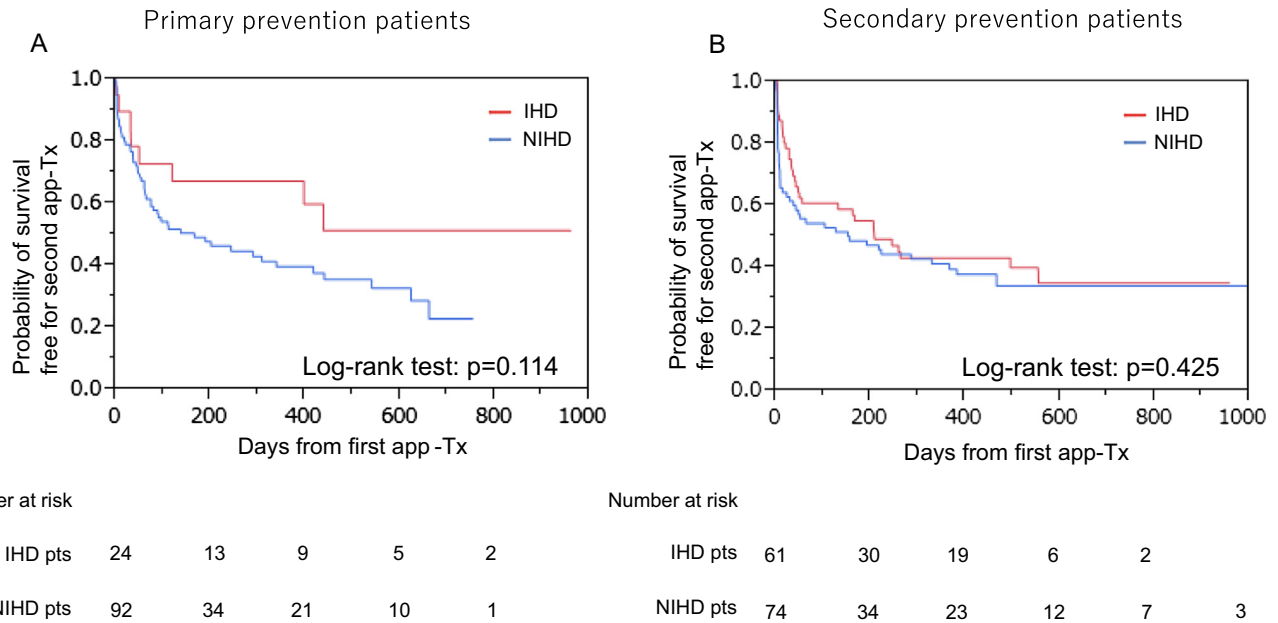 Primary prevention patients
A
Probability of survival
free for second app-Tx
1.0
0.8
0.6
0.4
0.2
0.0
IHD
NIHD
Log-rank test: p=0.114
0 200 400 600 800 1000
Days from first app -Tx
er at risk
IHD pts 24 13 9 5 2
NIHD pts 92 34 21 10 1
Secondary prevention patients
B
Probability of survival
free for second app-Tx
1.0
0.8
0.6
0.4
0.2
0.0
IHD
NIHD
Log-rank test: p=0.425
0 200 400 600 800 1000
Days from first app-Tx
Number at risk
IHD pts 61 30 19 6 2
NIHD pts 74 34 23 12 7 3